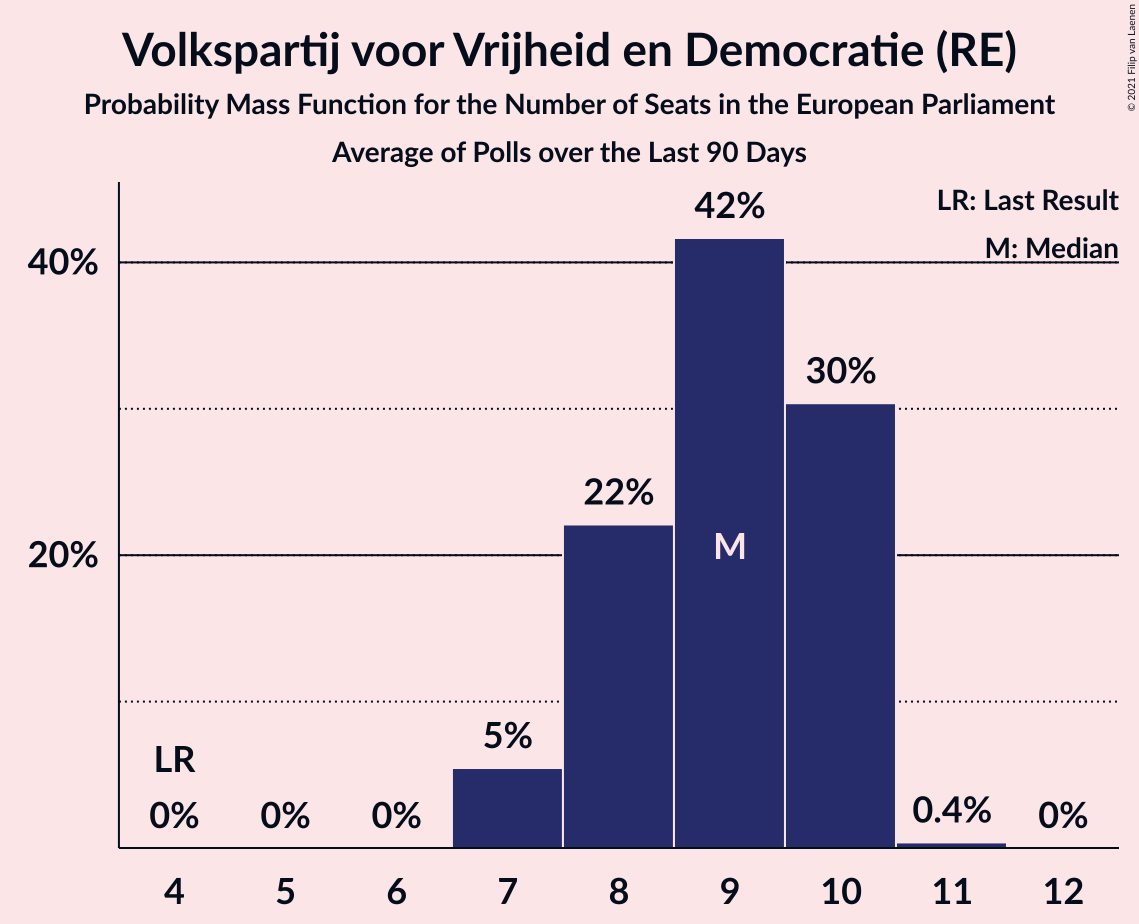 Volkspartij voor Vrijheid en Democratie (RE)
Probability Mass Function for the Number of Seats in the European Parliament
Average of Polls over the Last 90 Days
© 2021 Filip van Laenen
LR: Last Result
M: Median
40%
20%
LR
0%
0%
0%
5%
22%
42%
M
30%
0.4%
0%
4 5 6 7 8 9 10 11 12